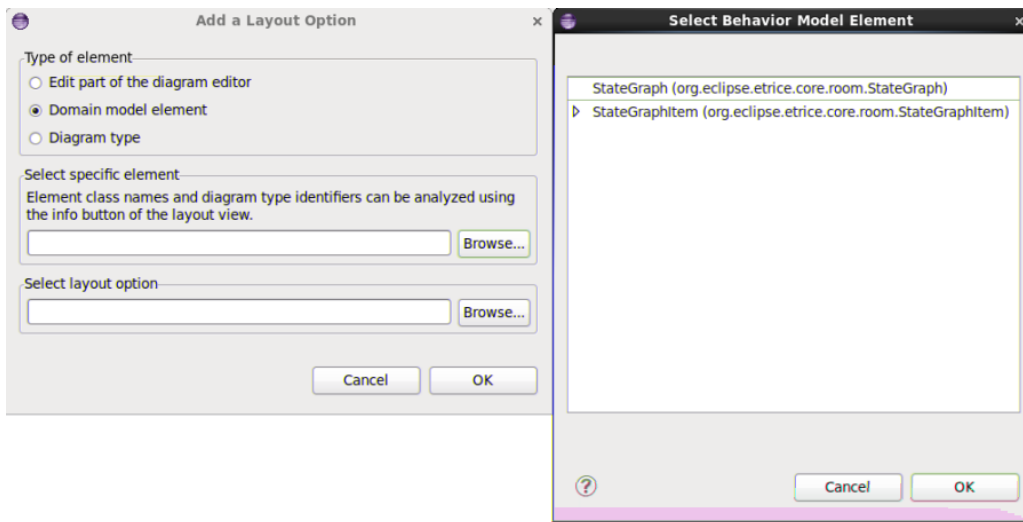 Add a Layout Option
Type of element
Edit part of the diagram editor
Domain model element
Diagram type
Select specific element
Element class names and diagram type identifiers can be analyzed using
the info button of the layout view.
Browse...
Select layout option
Browse...
Cancel
OK
Select Behavior Model Element
StateGraph (org.eclipse.etrice.core.room.StateGraph)
StateGraphItem (org.eclipse.etrice.core.room.StateGraphItem)
?
Cancel
OK